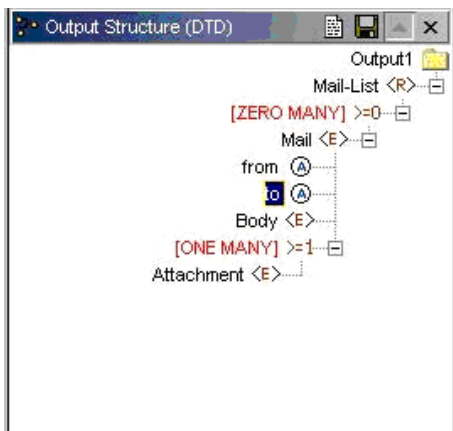 Output Structure (DTD)
Output1
Mail-List <R>
[ZERO MANY] >=0
Mail <E>
from A
to A
Body <E>
[ONE MANY] >=1
Attachment <E>